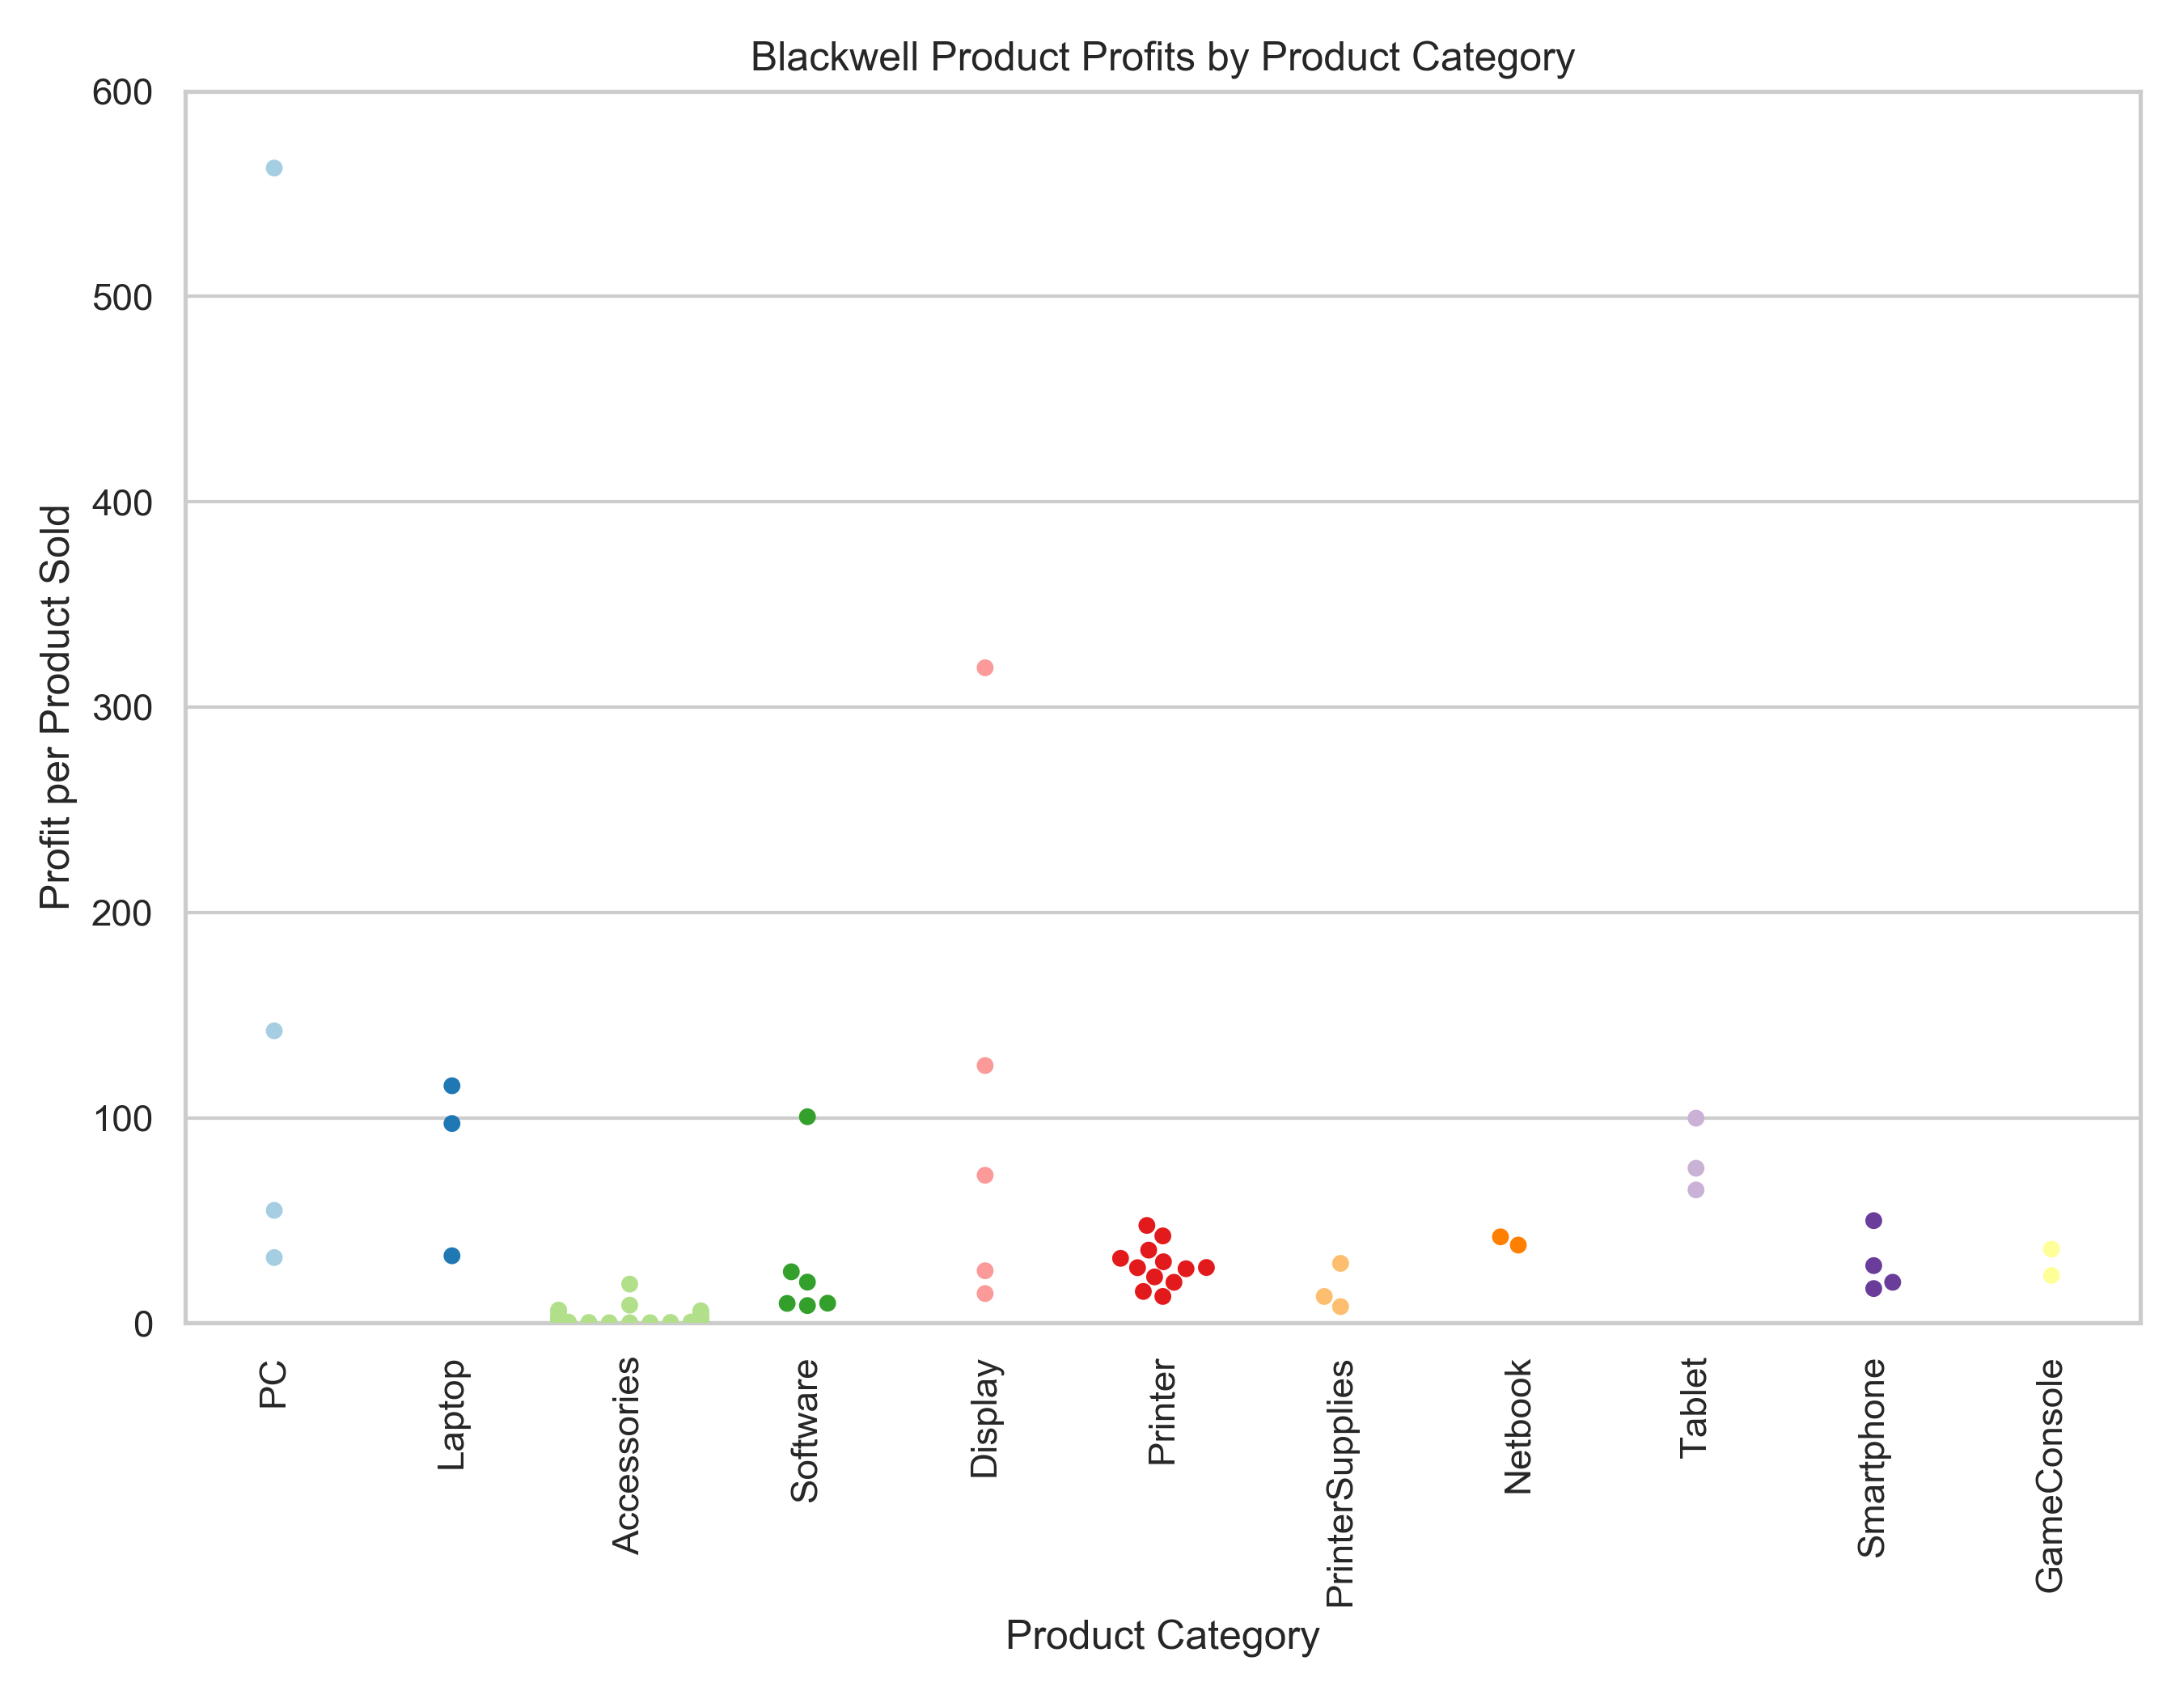 Blackwell Product Profits by Product Category
600
500
400
300
200
100
0
Profit per Product Sold
PC
Laptop
Accessories
Software
Display
Printer
PrinterSupplies
Netbook
Tablet
Smartphone
GameConsole
Product Category